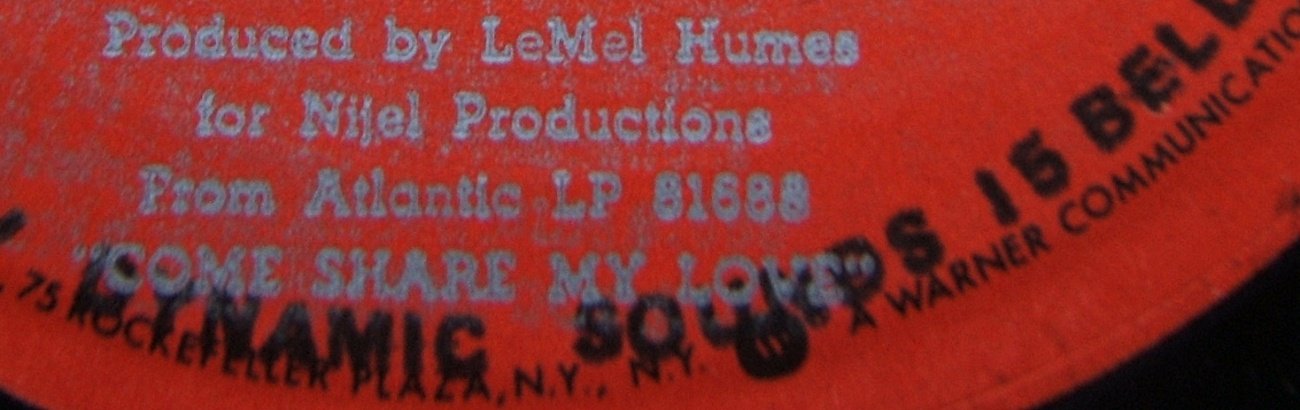 Produced by LeMel Humes
for Nijel Productions
From Atlantic LP 81688
"COME SHARE MY LOVE"
DYNAMIC SOUNDS 15 BELL
75 ROCKEFELLER PLAZA, N.Y., N.Y. A WARNER COMMUNICATIO